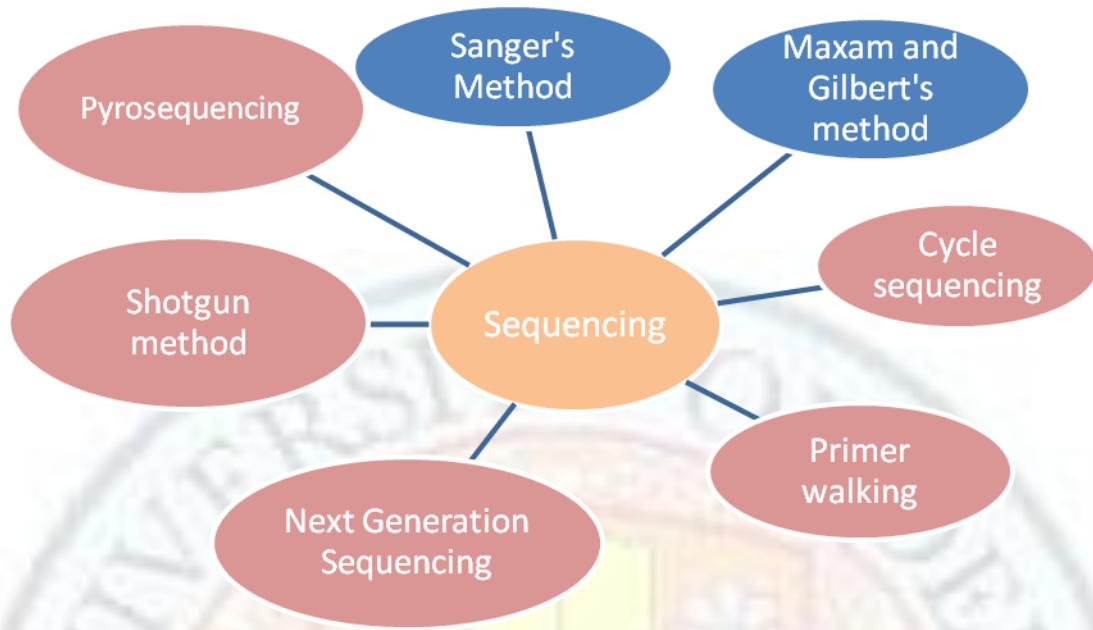 Sanger's
Method
Maxam and
Gilbert's
method
Pyrosequencing
Cycle
sequencing
Shotgun
method
Sequencing
Primer
walking
Next Generation
Sequencing